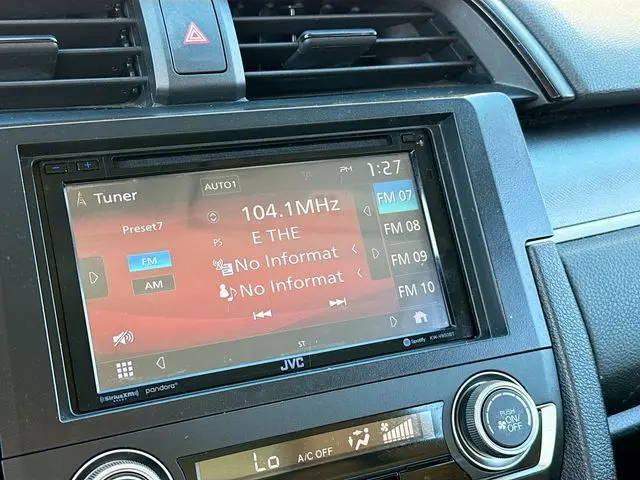 PM 1:27
Tuner
AUTO1
FM 07
Preset7
104.1MHz
FM 08
PS E THE
FM
No Informat
FM 09
AM
No Informat
FM 10
ST
JVC
Spotify KW-V850BT
SiriusXM
pandora
PUSH
ON/
OFF
Lo
A/C OFF